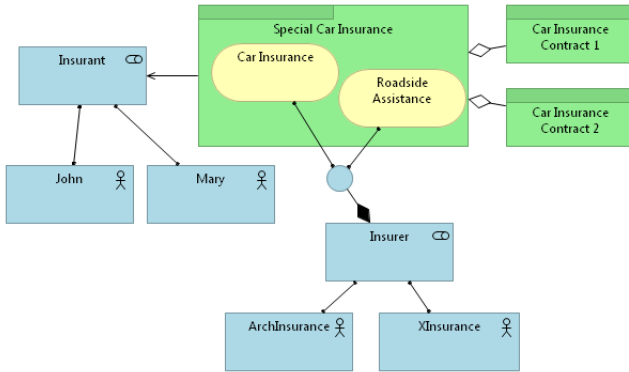 Special Car Insurance
Car Insurance
Contract 1
Insurant
Car Insurance
Roadside
Assistance
Car Insurance
Contract 2
John
Mary
Insurer
ArchInsurance
XInsurance